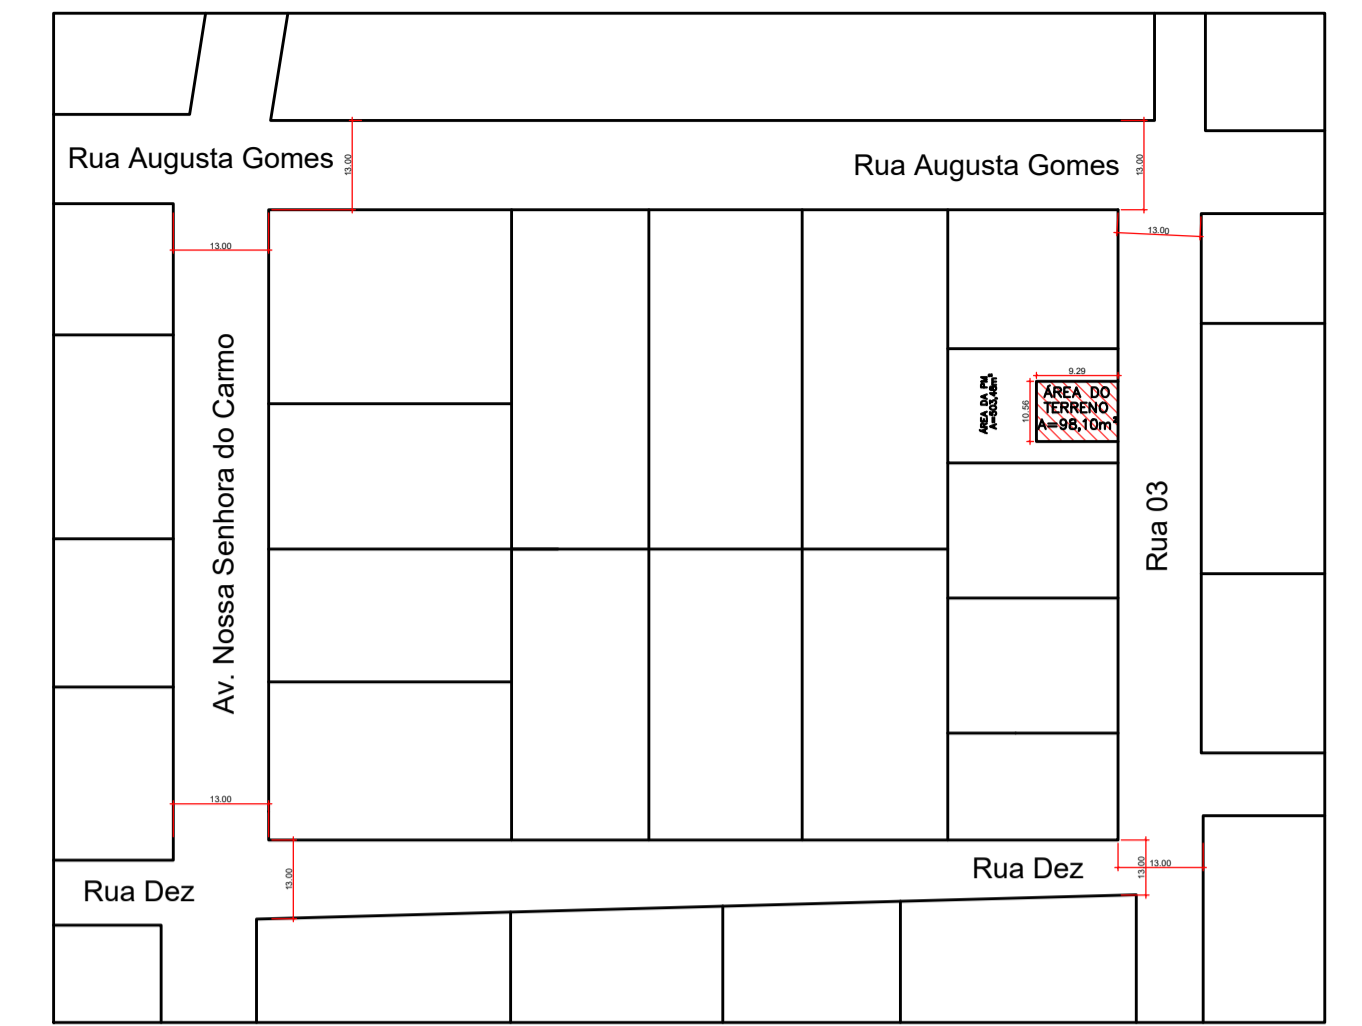 Rua Augusta Gomes
13.00
Rua Augusta Gomes
13.00
13.00
13.00
Av. Nossa Senhora do Carmo
ÁREA DA PM
A=503,48m²
9.29
10.56
ÁREA DO
TERRENO
A=98,10m²
Rua 03
13.00
Rua Dez
13.00
Rua Dez
13.00
13.00